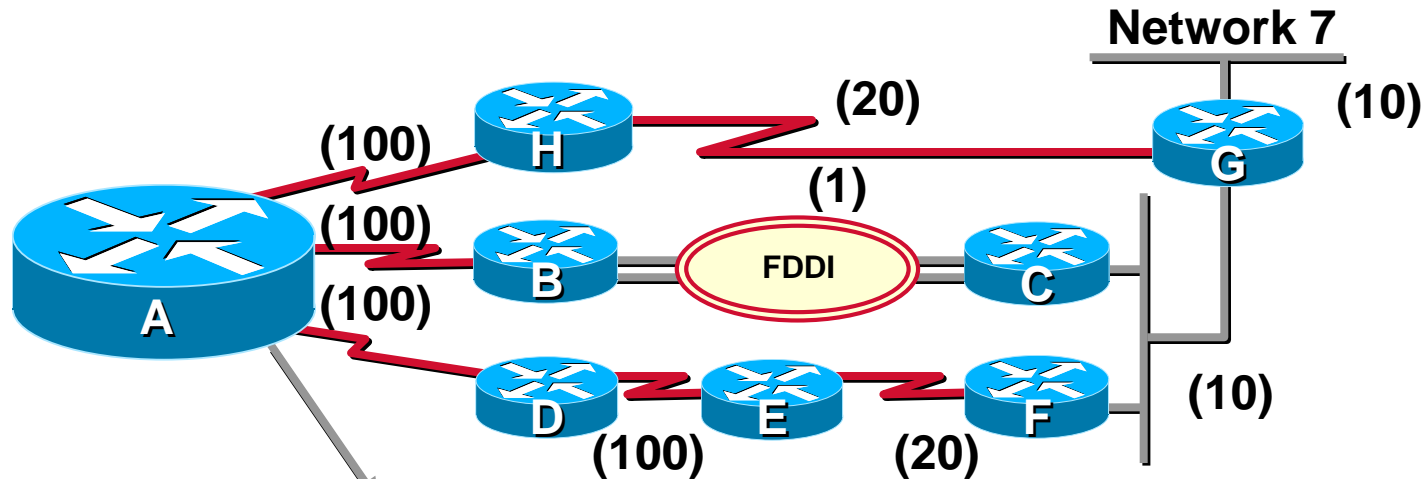 Network 7
(20)
(10)
(100)
H
G
(1)
(100)
B
FDDI
C
A
(100)
D
E
F
(10)
(100)
(20)